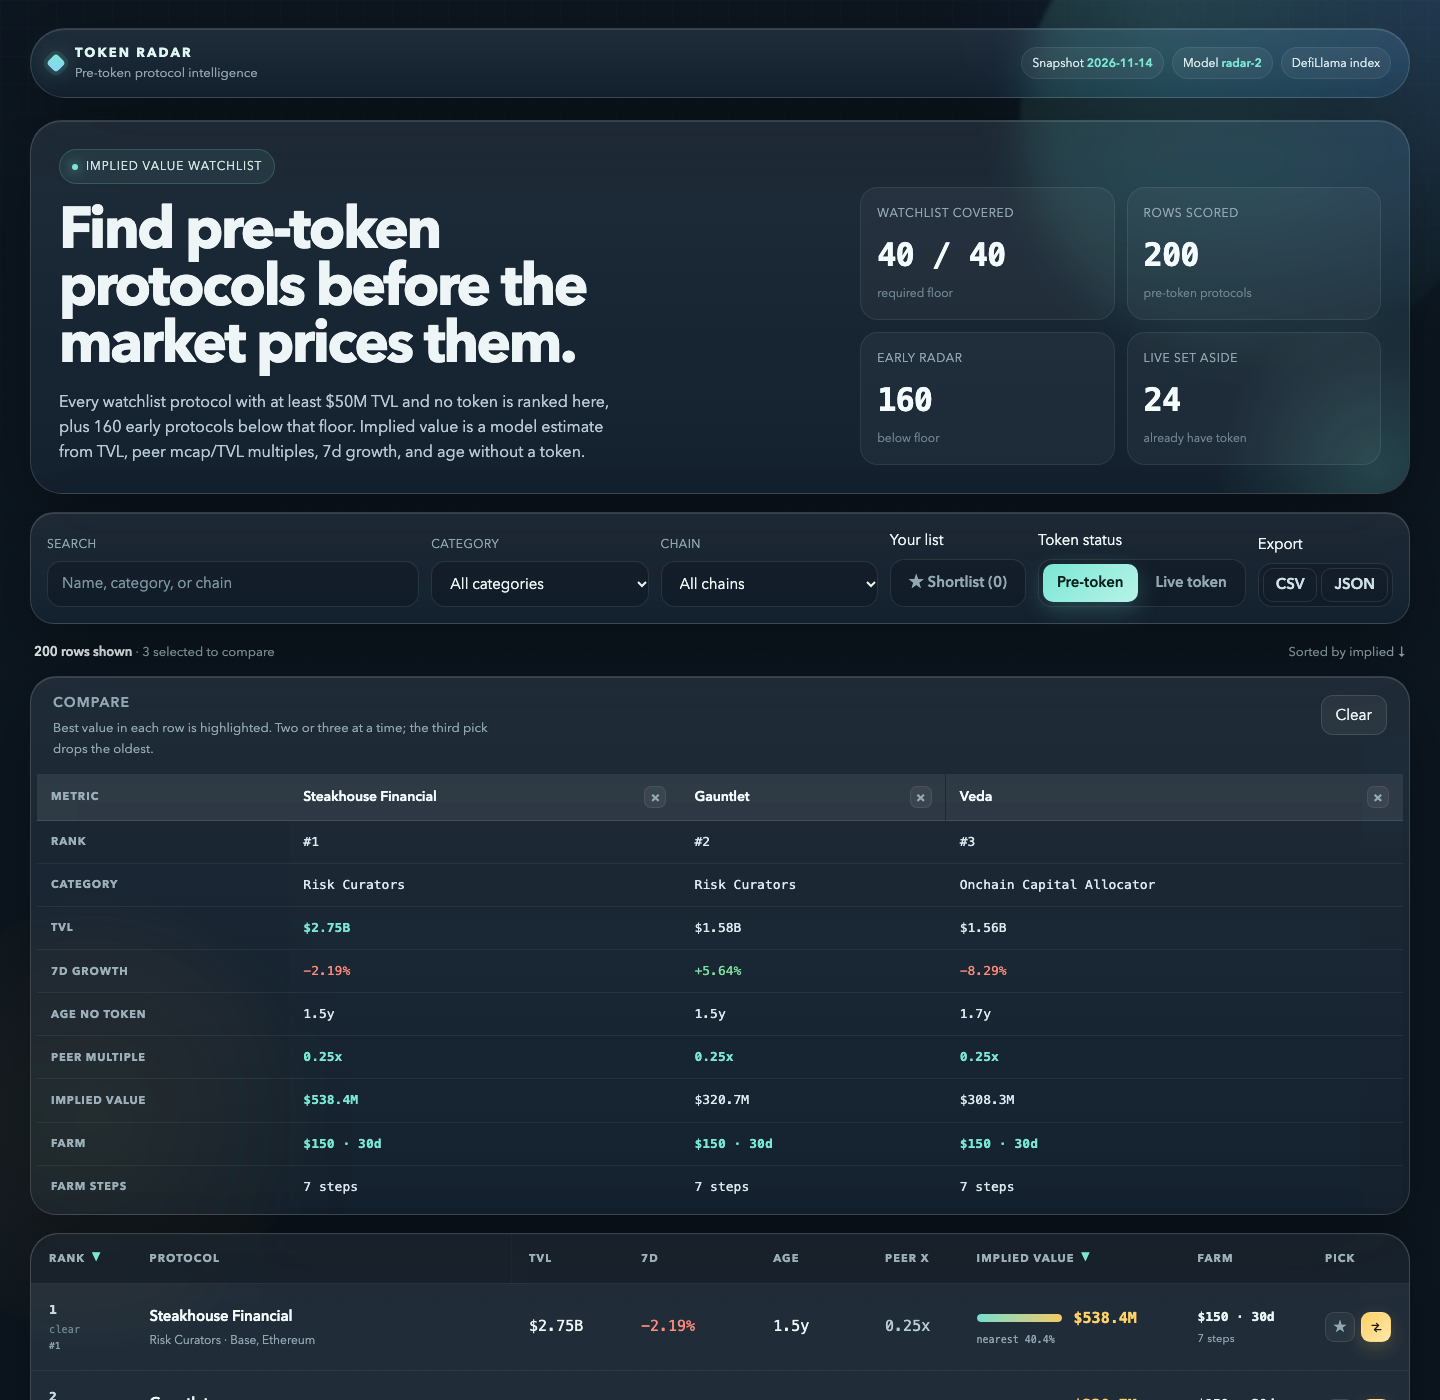 TOKEN RADAR
Pre-token protocol intelligence
Snapshot 2026-11-14
Model radar-2
DefiLlama index
IMPLIED VALUE WATCHLIST
Find pre-token
protocols before the
market prices them.
Every watchlist protocol with at least $50M TVL and no token is ranked here,
plus 160 early protocols below that floor. Implied value is a model estimate
from TVL, peer mcap/TVL multiples, 7d growth, and age without a token.
WATCHLIST COVERED
40 / 40
required floor
ROWS SCORED
200
pre-token protocols
EARLY RADAR
160
below floor
LIVE SET ASIDE
24
already have token
SEARCH
Name, category, or chain
CATEGORY
All categories
CHAIN
All chains
Your list
★ Shortlist (0)
Token status
Pre-token Live token
Export
CSV JSON
200 rows shown · 3 selected to compare
Sorted by implied ↓
COMPARE
Best value in each row is highlighted. Two or three at a time; the third pick
drops the oldest.
Clear
METRIC Steakhouse Financial × Gauntlet × Veda ×
RANK #1 #2 #3
CATEGORY Risk Curators Risk Curators Onchain Capital Allocator
TVL $2.75B $1.58B $1.56B
7D GROWTH −2.19% +5.64% −8.29%
AGE NO TOKEN 1.5y 1.5y 1.7y
PEER MULTIPLE 0.25x 0.25x 0.25x
IMPLIED VALUE $538.4M $320.7M $308.3M
FARM $150 · 30d $150 · 30d $150 · 30d
FARM STEPS 7 steps 7 steps 7 steps
RANK ▼ PROTOCOL TVL 7D AGE PEER X IMPLIED VALUE ▼ FARM PICK
1
clear
#1
Steakhouse Financial
Risk Curators · Base, Ethereum
$2.75B −2.19% 1.5y 0.25x
$538.4M
nearest 40.4%
$150 · 30d
7 steps
2